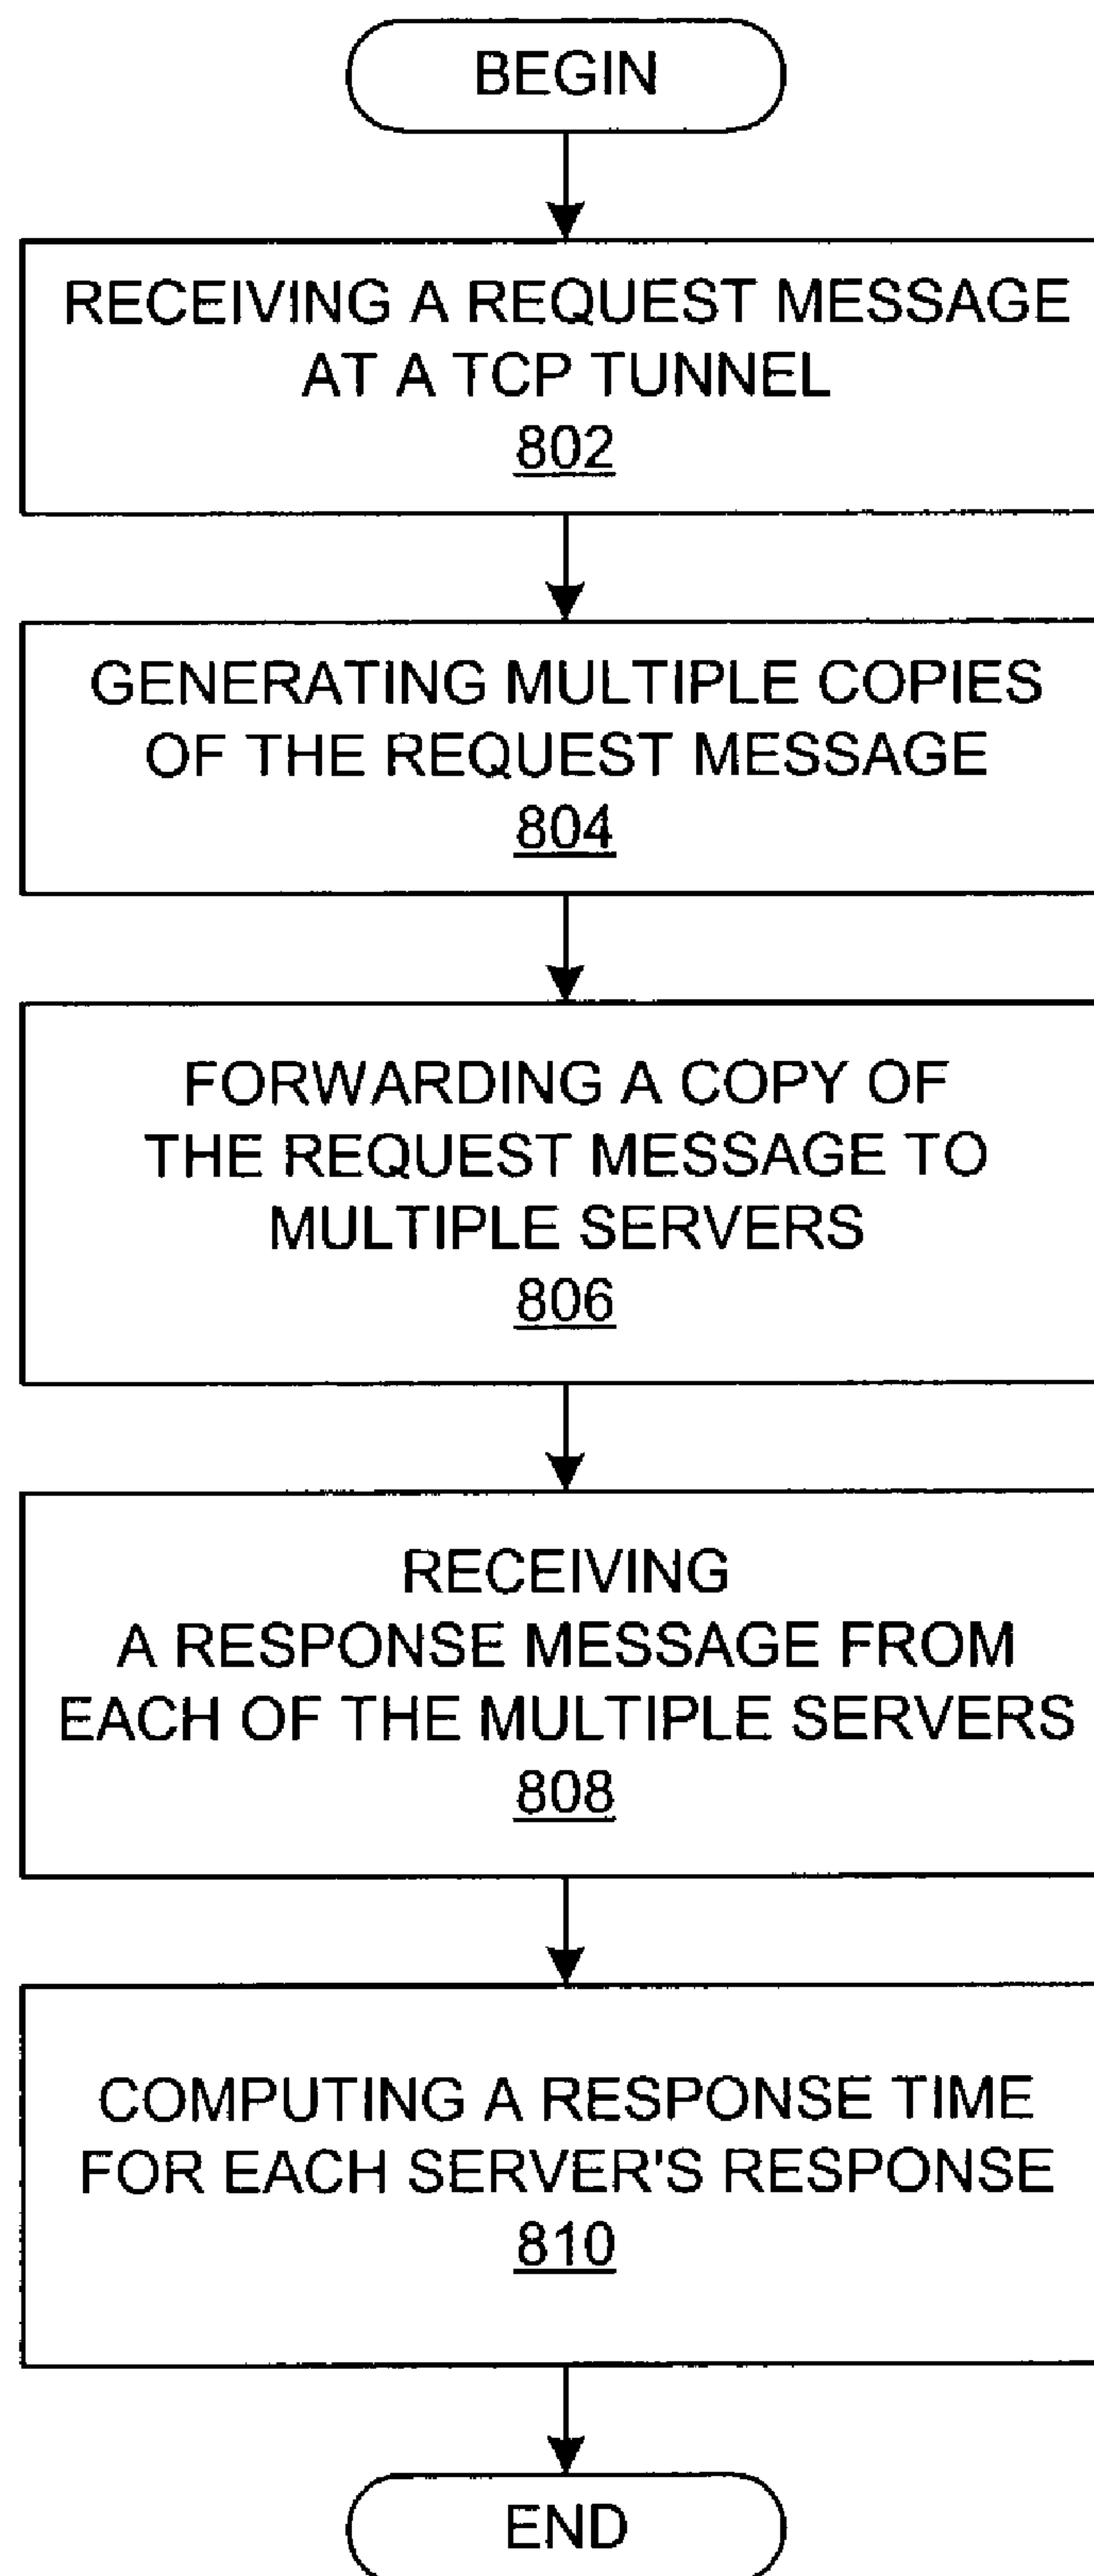 BEGIN
RECEIVING A REQUEST MESSAGE
AT A TCP TUNNEL
802
GENERATING MULTIPLE COPIES
OF THE REQUEST MESSAGE
804
FORWARDING A COPY OF
THE REQUEST MESSAGE TO
MULTIPLE SERVERS
806
RECEIVING
A RESPONSE MESSAGE FROM
EACH OF THE MULTIPLE SERVERS
808
COMPUTING A RESPONSE TIME
FOR EACH SERVER'S RESPONSE
810
END